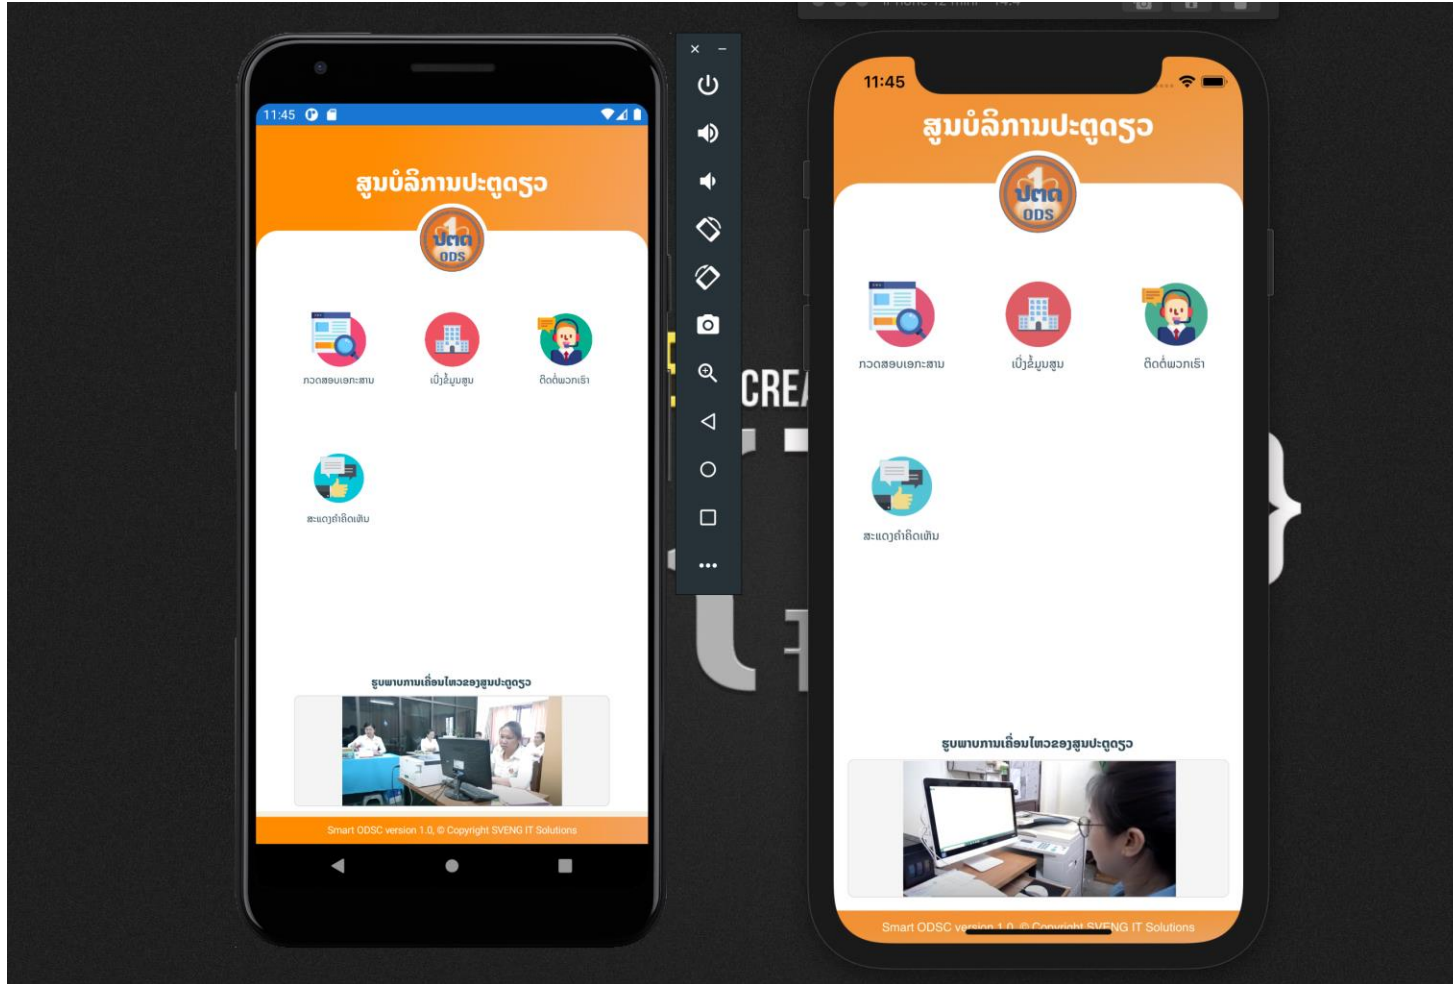 11:45
ສູນບໍລິການປະຕູດຽວ
1
ປຕດ
ODS
ກວດສອບເອກະສານ
ເບິ່ງຂໍ້ມູນສູນ
ຕິດຕໍ່ພວກເຮົາ
ສະແດງຄຳຄິດເຫັນ
ຮູບພາບການເຄື່ອນໄຫວຂອງສູນປະຕູດຽວ
Smart ODSC version 1.0, © Copyright SVENG IT Solutions
CREA
11:45
ສູນບໍລິການປະຕູດຽວ
1
ປຕດ
ODS
ກວດສອບເອກະສານ
ເບິ່ງຂໍ້ມູນສູນ
ຕິດຕໍ່ພວກເຮົາ
ສະແດງຄຳຄິດເຫັນ
ຮູບພາບການເຄື່ອນໄຫວຂອງສູນປະຕູດຽວ
Smart ODSC version 1.0, © Copyright SVENG IT Solutions